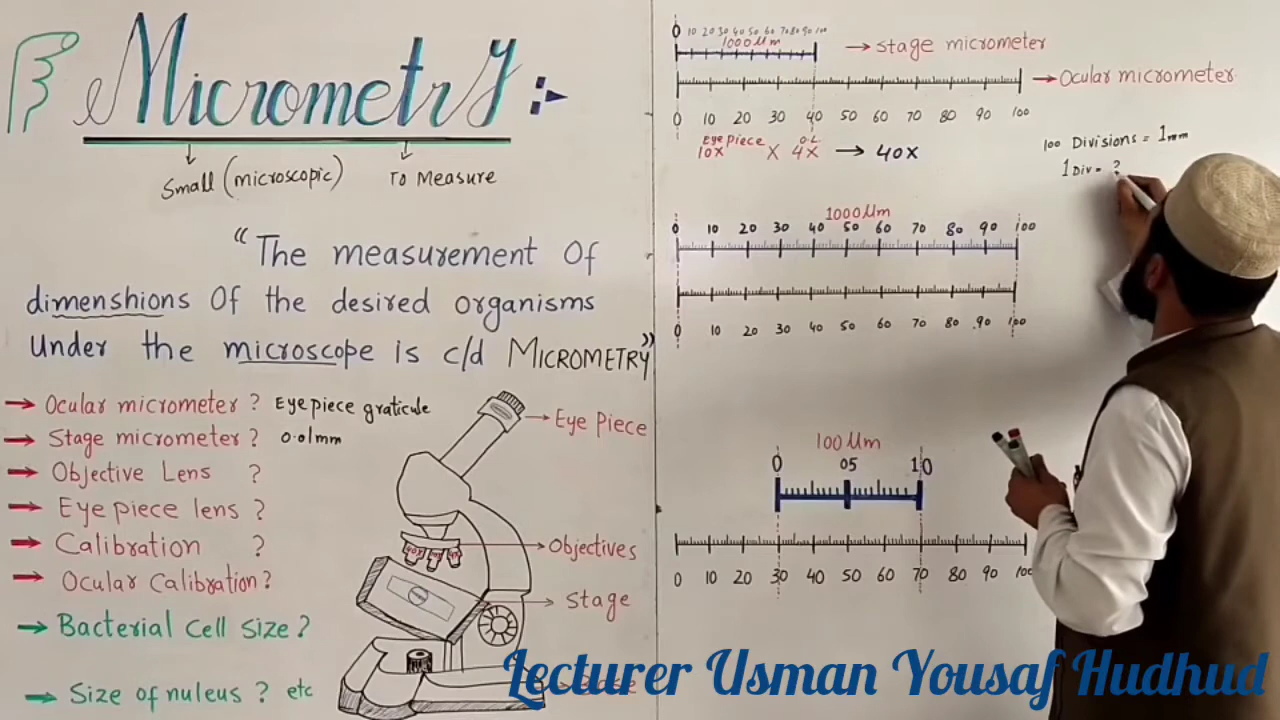 Micrometry :-
Small (microscopic)
To Measure
"The measurement Of
dimenshions Of the desired organisms
Under the microscope is c/d MICROMETRY"
→ Ocular micrometer ? Eye piece graticule
→ Stage micrometer ? 0.01mm
→ Objective Lens ?
→ Eye piece lens ?
→ Calibration ?
→ Ocular Calibration ?
→ Bacterial cell size ?
→ Size of nuleus ? etc
Eye Piece
Objectives
Stage
Base
0 10 20 30 40 50 60 70 80 90 100
1000 µm
→ Stage micrometer
→ Ocular micrometer
0 10 20 30 40 50 60 70 80 90 100
Eye Piece O.L
10X X 4X → 40X
100 Divisions = 1mm
1 Div = ?
1000 µm
0 10 20 30 40 50 60 70 80 90 100
0 10 20 30 40 50 60 70 80 90 100
100 µm
0 05 10
0 10 20 30 40 50 60 70 80 90 100
Lecturer Usman Yousaf Hudhud